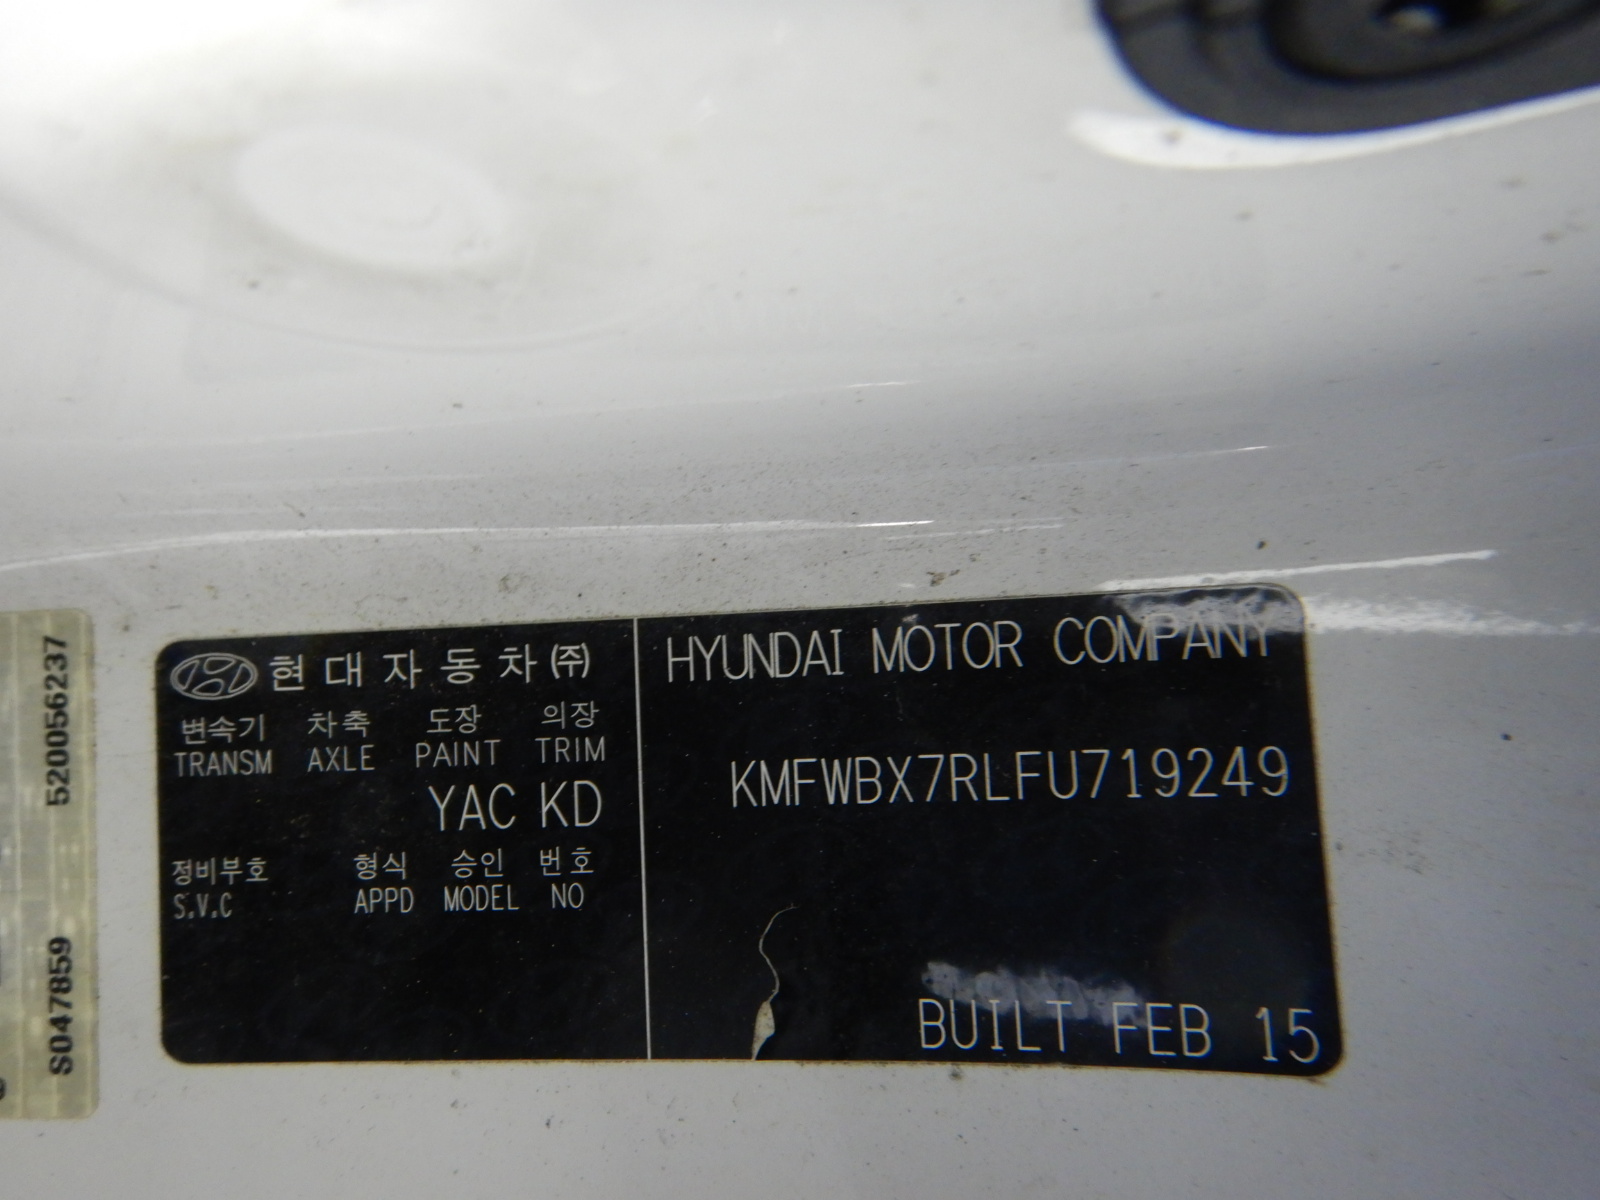 현대자동차㈜
변속기 차축 도장 의장
TRANSM AXLE PAINT TRIM
YAC KD
정비부호 형식 승인 번호
S.V.C APPD MODEL NO
HYUNDAI MOTOR COMPANY
KMFWBX7RLFU719249
BUILT FEB 15
520056237
S047859